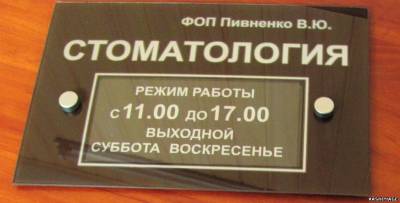 ФОП Пивненко В.Ю.
СТОМАТОЛОГИЯ
РЕЖИМ РАБОТЫ
с 11.00 до 17.00
ВЫХОДНОЙ
СУББОТА ВОСКРЕСЕНЬЕ